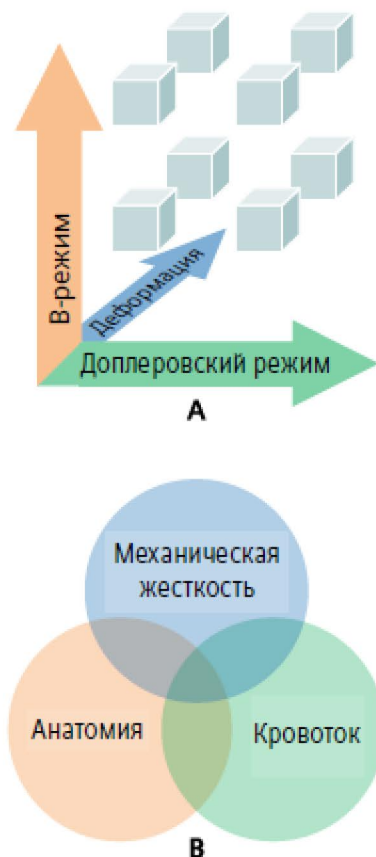 В-режим
Деформация
Доплеровский режим
А
Механическая
жесткость
Анатомия
Кровоток
В